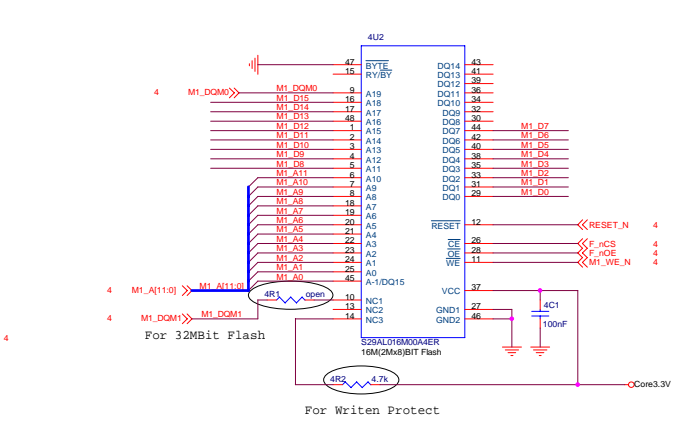 4U2
47 BYTE DQ14 43
15 RY/BY DQ13 41
DQ12 39
4 M1_DQM0 M1_DQM0 9 A19 DQ11 36
M1_D15 16 A18 DQ10 34
M1_D14 17 A17 DQ9 32
M1_D13 48 A16 DQ8 30
M1_D12 1 A15 DQ7 44 M1_D7
M1_D11 2 A14 DQ6 42 M1_D6
M1_D10 3 A13 DQ5 40 M1_D5
M1_D9 4 A12 DQ4 38 M1_D4
M1_D8 5 A11 DQ3 35 M1_D3
M1_A11 6 A10 DQ2 33 M1_D2
M1_A10 7 A9 DQ1 31 M1_D1
M1_A9 8 A8 DQ0 29 M1_D0
M1_A8 18 A7
M1_A7 19 A6
M1_A6 20 A5 RESET 12 RESET_N 4
M1_A5 21 A4
M1_A4 22 A3 CE 26 F_nCS 4
M1_A3 23 A2 OE 28 F_nOE 4
M1_A2 24 A1 WE 11 M1_WE_N 4
M1_A1 25 A0
M1_A0 45 A-1/DQ15
4 M1_A[11:0] M1_A[11:0] VCC 37
4R1 open 10 NC1
13 NC2 GND1 27 4C1
4 M1_DQM1 M1_DQM1 14 NC3 GND2 46 100nF
For 32MBit Flash
4
S29AL016M00A4ER
16M(2Mx8)BIT Flash
4R2 4.7k Core3.3V
For Writen Protect